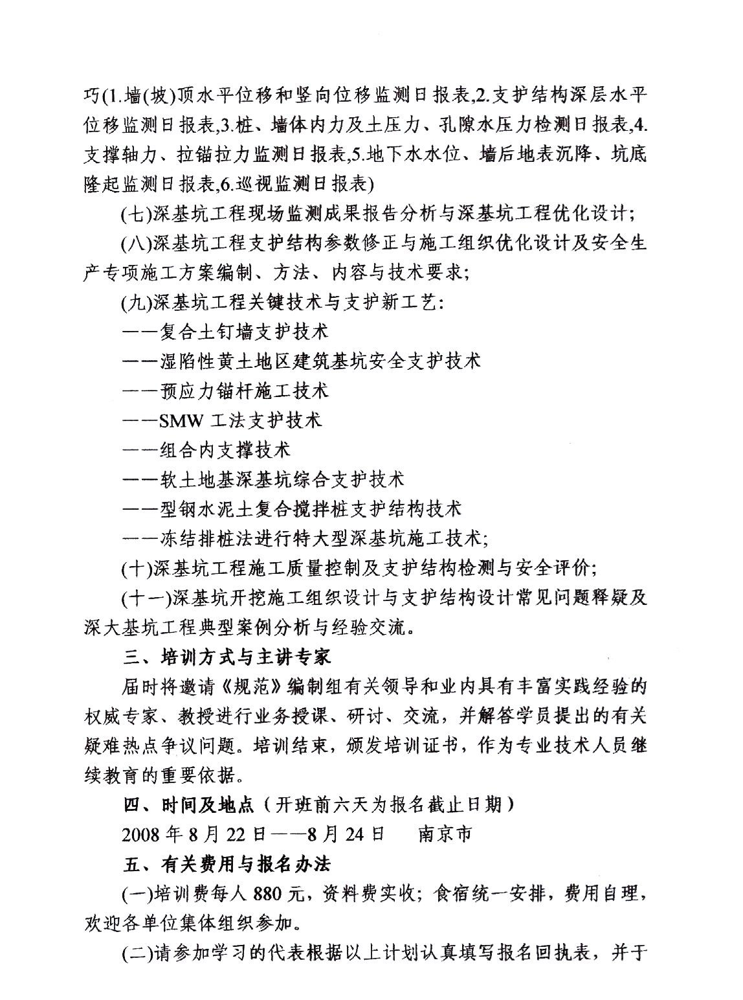 巧(1.墙(坡)顶水平位移和竖向位移监测日报表,2.支护结构深层水平
位移监测日报表,3.桩、墙体内力及土压力、孔隙水压力检测日报表,4.
支撑轴力、拉锚拉力监测日报表,5.地下水水位、墙后地表沉降、坑底
隆起监测日报表,6.巡视监测日报表)
(七)深基坑工程现场监测成果报告分析与深基坑工程优化设计;
(八)深基坑工程支护结构参数修正与施工组织优化设计及安全生
产专项施工方案编制、方法、内容与技术要求;
(九)深基坑工程关键技术与支护新工艺:
——复合土钉墙支护技术
——湿陷性黄土地区建筑基坑安全支护技术
——预应力锚杆施工技术
——SMW 工法支护技术
——组合内支撑技术
——软土地基深基坑综合支护技术
——型钢水泥土复合搅拌桩支护结构技术
——冻结排桩法进行特大型深基坑施工技术;
(十)深基坑工程施工质量控制及支护结构检测与安全评价;
(十一)深基坑开挖施工组织设计与支护结构设计常见问题释疑及
深大基坑工程典型案例分析与经验交流。
三、培训方式与主讲专家
届时将邀请《规范》编制组有关领导和业内具有丰富实践经验的
权威专家、教授进行业务授课、研讨、交流，并解答学员提出的有关
疑难热点争议问题。培训结束，颁发培训证书，作为专业技术人员继
续教育的重要依据。
四、时间及地点（开班前六天为报名截止日期）
2008 年 8 月 22 日——8 月 24 日 南京市
五、有关费用与报名办法
(一)培训费每人 880 元，资料费实收；食宿统一安排，费用自理，
欢迎各单位集体组织参加。
(二)请参加学习的代表根据以上计划认真填写报名回执表，并于